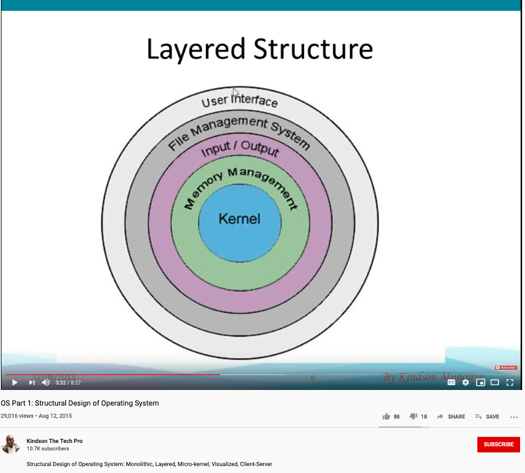 Layered Structure
User Interface
File Management System
Input / Output
Memory Management
Kernel
By Kindson
3:52 / 8:27
OS Part 1: Structural Design of Operating System
29,016 views • Aug 12, 2015
88
18
SHARE
SAVE
Kindson The Tech Pro
10.7K subscribers
SUBSCRIBE
Structural Design of Operating System: Monolithic, Layered, Micro-kernel, Visualized, Client-Server